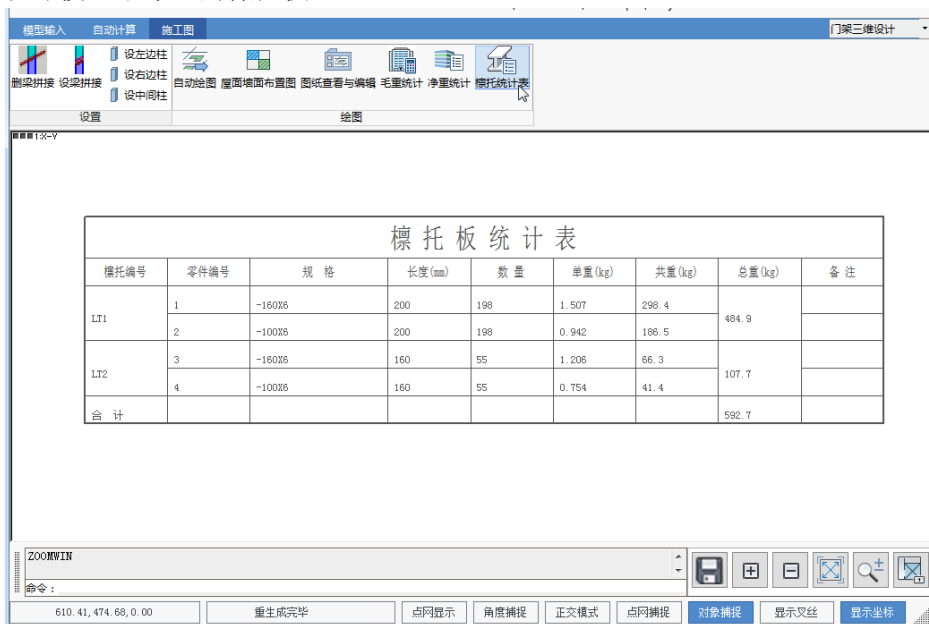 模型输入 自动计算 施工图 门架三维设计
删梁拼接 设梁拼接 设左边柱 设右边柱 设中间柱 自动绘图 屋面墙面布置图 图纸查看与编辑 毛重统计 净重统计 檩托统计表
设置 绘图
1:X-Y
檩托板统计表
檩托编号 零件编号 规 格 长度(mm) 数 量 单重(kg) 共重(kg) 总重(kg) 备 注
LT1 1 -160X6 200 198 1.507 298.4 484.9
2 -100X6 200 198 0.942 186.5
LT2 3 -160X6 160 55 1.206 66.3 107.7
4 -100X6 160 55 0.754 41.4
合 计 592.7
ZOOMWIN
命令:
610.41,474.68,0.00 重生成完毕 点网显示 角度捕捉 正交模式 点网捕捉 对象捕捉 显示叉丝 显示坐标